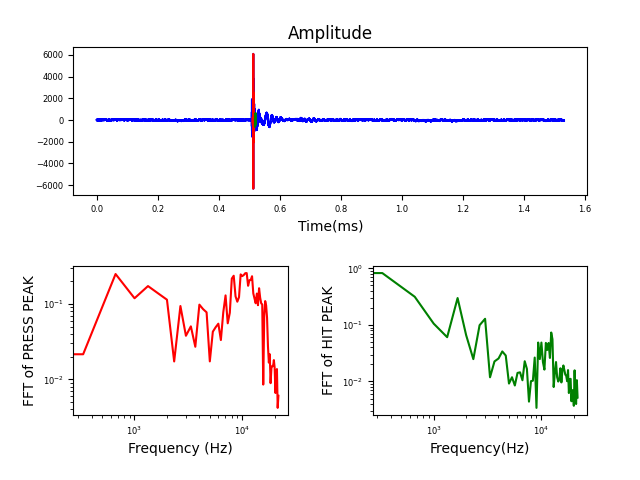 Amplitude
6000
4000
2000
0
−2000
−4000
−6000
0.0 0.2 0.4 0.6 0.8 1.0 1.2 1.4 1.6
Time(ms)
FFT of PRESS PEAK
10⁻¹
10⁻²
10³ 10⁴
Frequency (Hz)
FFT of HIT PEAK
10⁰
10⁻¹
10⁻²
10³ 10⁴
Frequency(Hz)